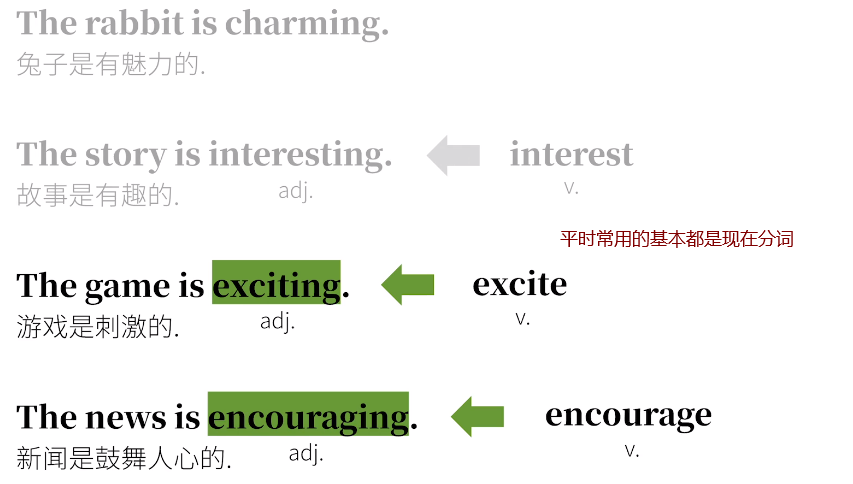 The rabbit is charming.
兔子是有魅力的.
The story is interesting. interest
故事是有趣的. adj. v.
平时常用的基本都是现在分词
The game is exciting. excite
游戏是刺激的. adj. v.
The news is encouraging. encourage
新闻是鼓舞人心的. adj. v.